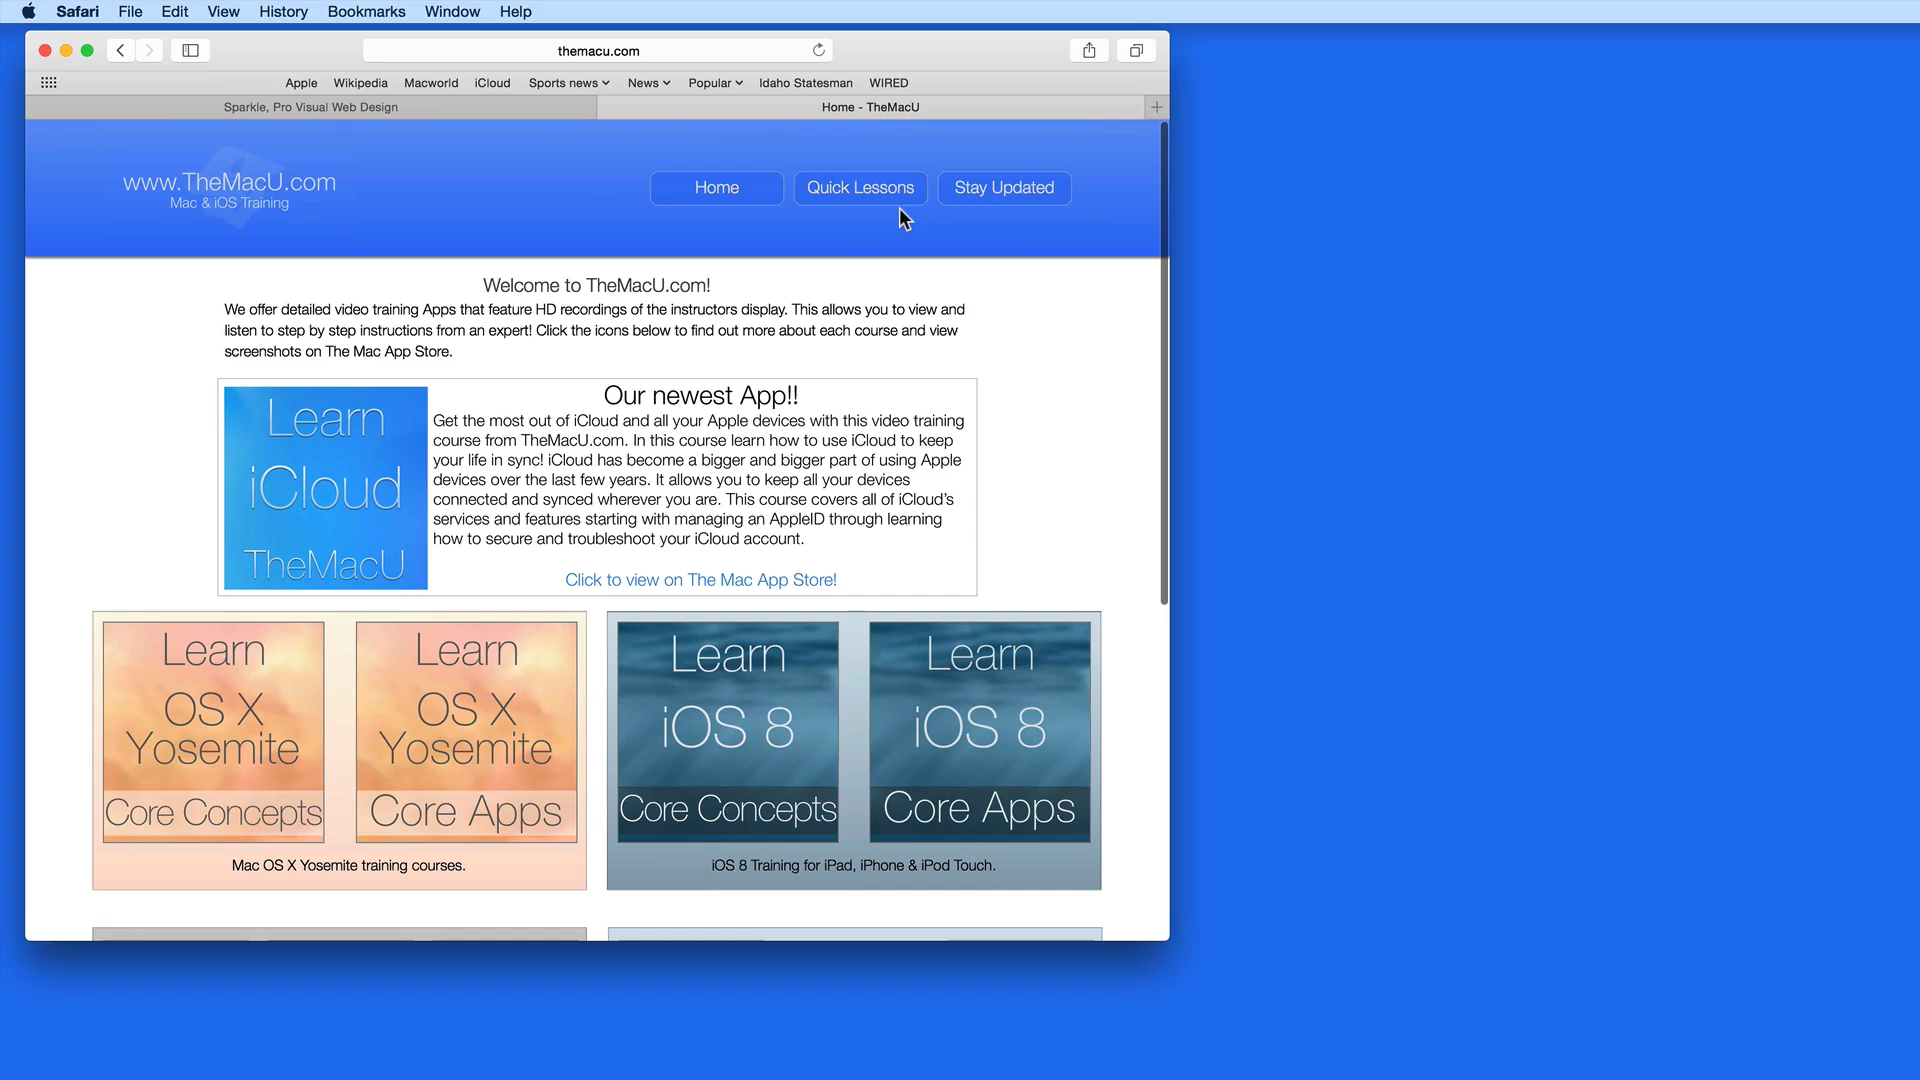 Safari File Edit View History Bookmarks Window Help
themacu.com
Apple Wikipedia Macworld iCloud Sports news News Popular Idaho Statesman WIRED
Sparkle, Pro Visual Web Design
Home - TheMacU
www.TheMacU.com
Mac & iOS Training
Home Quick Lessons Stay Updated
Welcome to TheMacU.com!
We offer detailed video training Apps that feature HD recordings of the instructors display. This allows you to view and
listen to step by step instructions from an expert! Click the icons below to find out more about each course and view
screenshots on The Mac App Store.
Learn
iCloud
TheMacU
Our newest App!!
Get the most out of iCloud and all your Apple devices with this video training
course from TheMacU.com. In this course learn how to use iCloud to keep
your life in sync! iCloud has become a bigger and bigger part of using Apple
devices over the last few years. It allows you to keep all your devices
connected and synced wherever you are. This course covers all of iCloud's
services and features starting with managing an AppleID through learning
how to secure and troubleshoot your iCloud account.
Click to view on The Mac App Store!
Learn
OS X
Yosemite
Core Concepts
Learn
OS X
Yosemite
Core Apps
Mac OS X Yosemite training courses.
Learn
iOS 8
Core Concepts
Learn
iOS 8
Core Apps
iOS 8 Training for iPad, iPhone & iPod Touch.